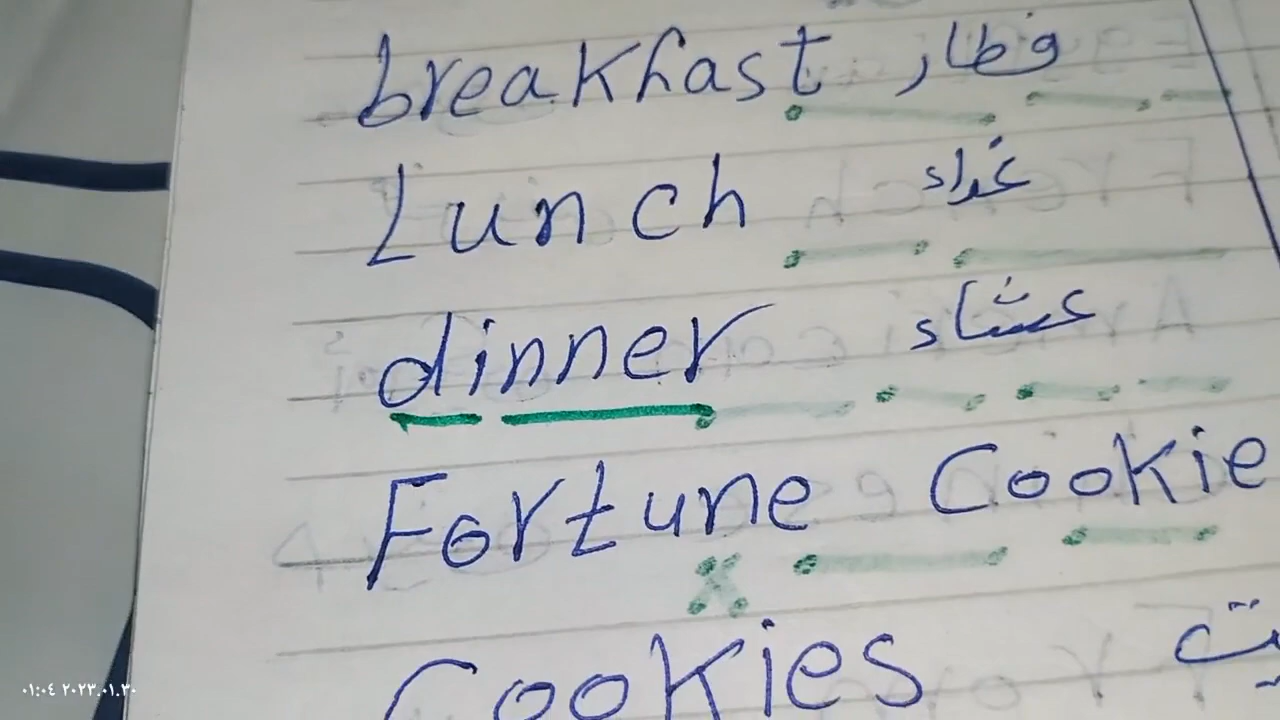 breakfast فطار
Lunch غداء
dinner عشاء
Fortune Cookie
Cookies
٠١:٠٤ ٢٠٢٣.٠١.٣٠